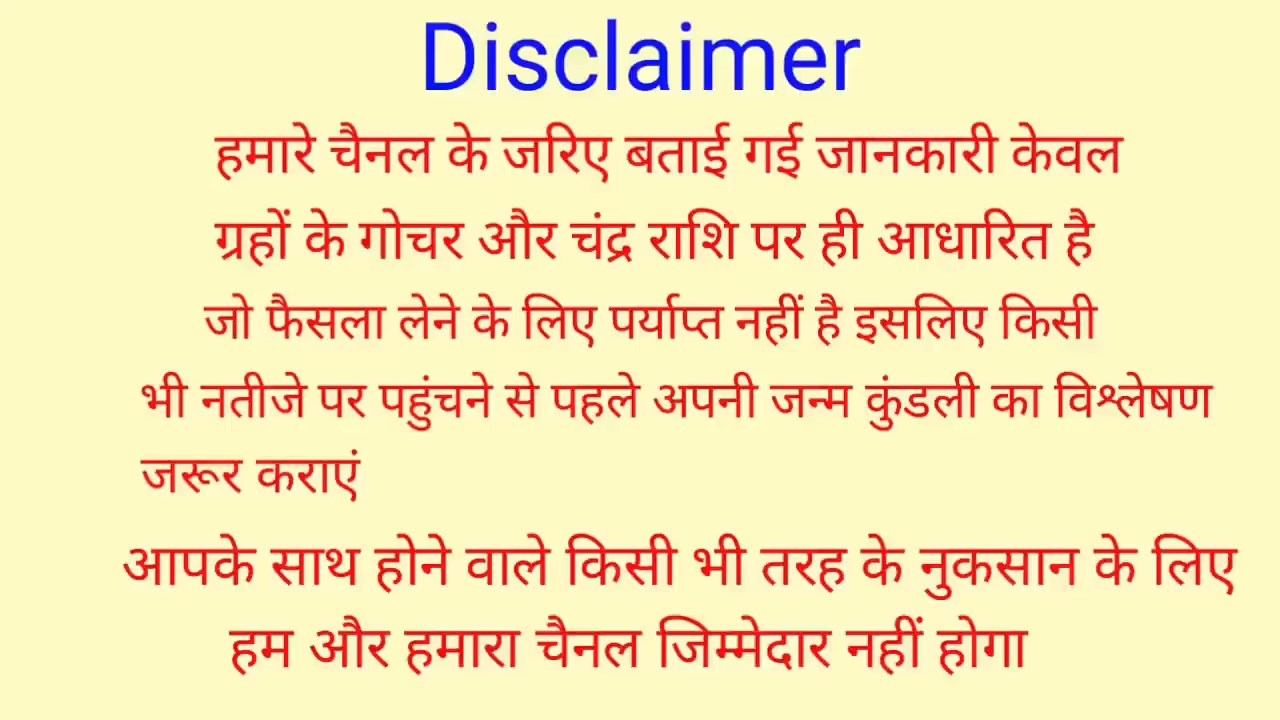 Disclaimer
हमारे चैनल के जरिए बताई गई जानकारी केवल
ग्रहों के गोचर और चंद्र राशि पर ही आधारित है
जो फैसला लेने के लिए पर्याप्त नहीं है इसलिए किसी
भी नतीजे पर पहुंचने से पहले अपनी जन्म कुंडली का विश्लेषण
जरूर कराएं
आपके साथ होने वाले किसी भी तरह के नुकसान के लिए
हम और हमारा चैनल जिम्मेदार नहीं होगा